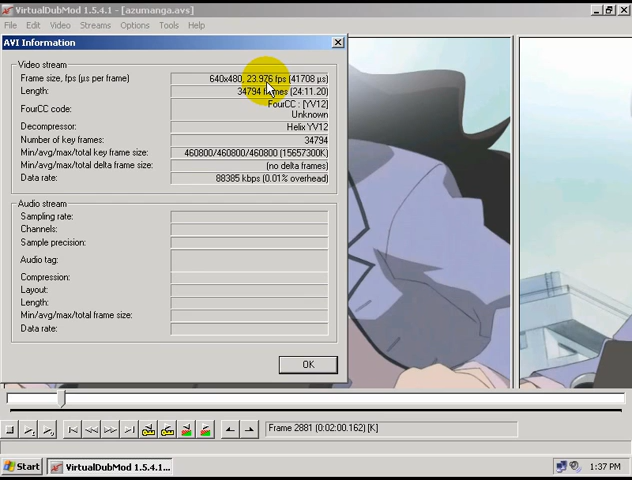 VirtualDubMod 1.5.4.1 - [azumanga.avs]
File Edit Video Streams Options Tools Help
AVI Information
Video stream
Frame size, fps (µs per frame) 640x480, 23.976 fps (41708 µs)
Length: 34794 frames (24:11.20)
FourCC code: FourCC : [YV12]
Unknown
Decompressor: Helix YV12
Number of key frames: 34794
Min/avg/max/total key frame size: 460800/460800/460800 (15657300K)
Min/avg/max/total delta frame size: (no delta frames)
Data rate: 88385 kbps (0.01% overhead)
Audio stream
Sampling rate:
Channels:
Sample precision:
Audio tag:
Compression:
Layout:
Length:
Min/avg/max/total frame size:
Data rate:
OK
Frame 2881 (0:02:00.162) [K]
Start VirtualDubMod 1.5.4.1... 1:37 PM